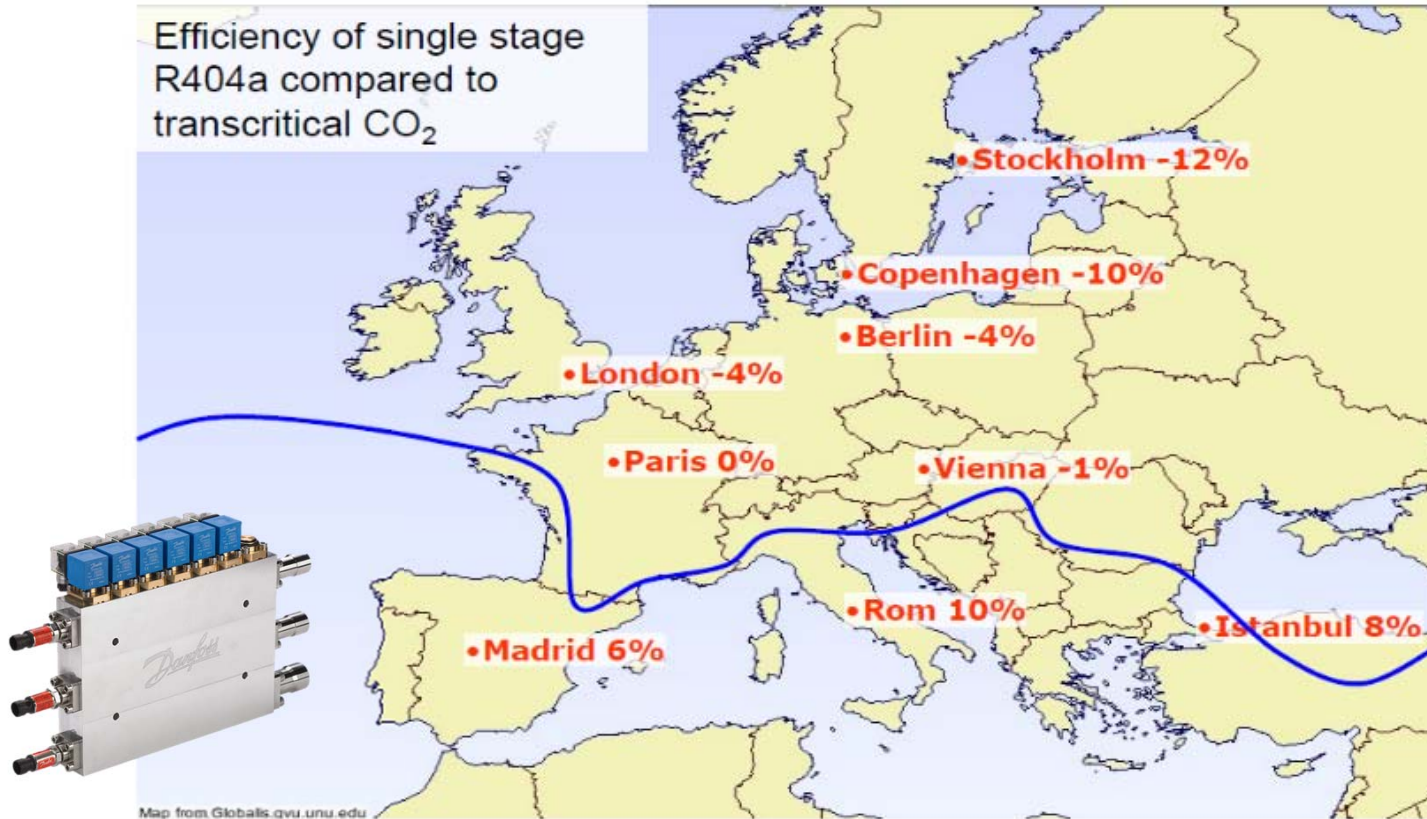 Efficiency of single stage
R404a compared to
transcritical CO₂
•Stockholm -12%
•Copenhagen -10%
•Berlin -4%
•London -4%
•Paris 0%
•Vienna -1%
•Rom 10%
•Istanbul 8%
•Madrid 6%
Danfoss
Map from Globalis.gvu.unu.edu